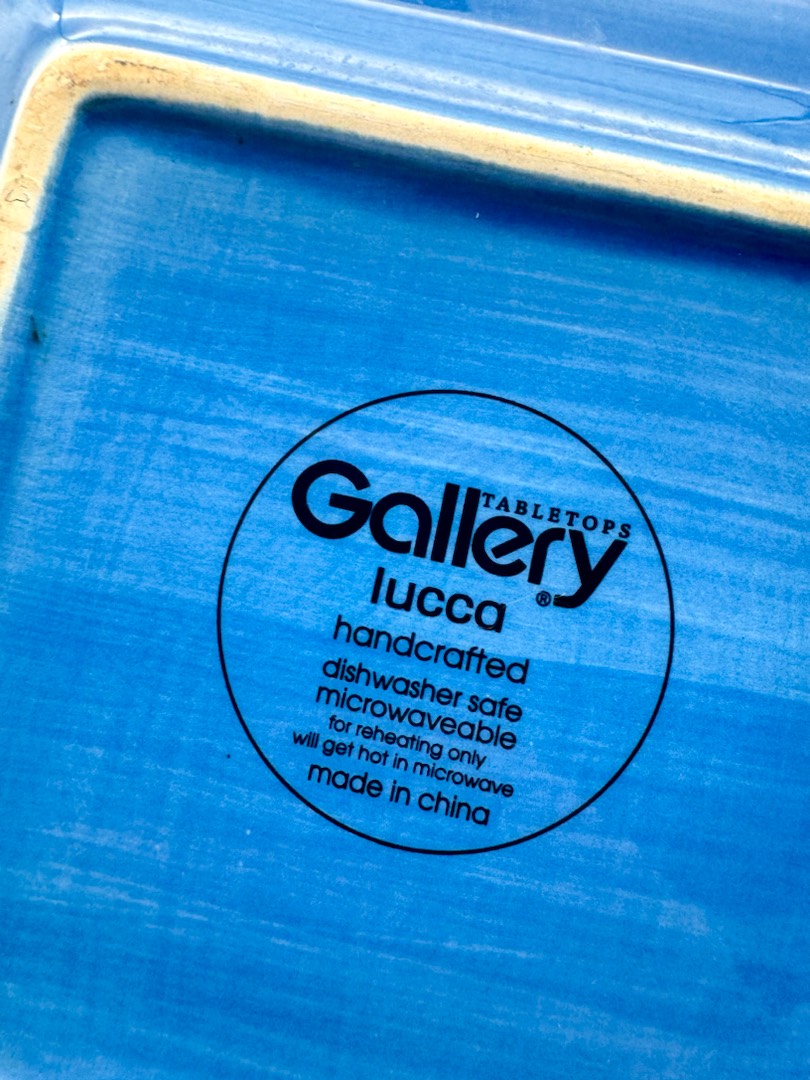 Gallery
TABLETOPS
®
lucca
handcrafted
dishwasher safe
microwaveable
for reheating only
will get hot in microwave
made in china